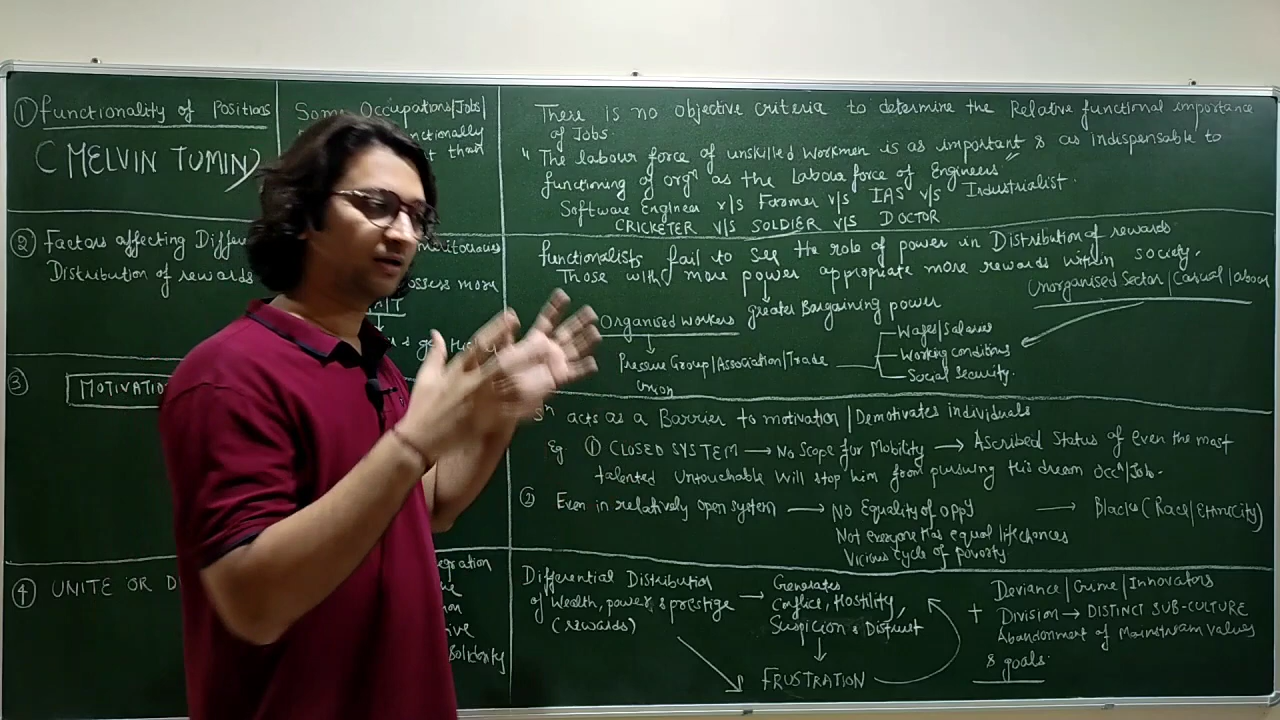 ① functionality of Positions
(MELVIN TUMIN)
Some Occupations/Jobs/
than
There is no objective criteria to determine the Relative functional importance
of Jobs.
" The labour force of unskilled workmen is as important & as indispensable to
functioning of orgⁿ as the Labour force of Engineers"
Software Engineer v/s Farmer v/s IAS v/s Industrialist.
CRICKETER V/S SOLDIER V/S DOCTOR
② Factors affecting Diffe
Distribution of rewards
ossess more
functionalists fail to see the role of power in Distribution of rewards
Those with more power appropriate more rewards within society.
greater Bargaining power
Unorganised Sector/Casual/labour
Organised workers
Pressure Group/Association/Trade
Union
Wages/Salaries
Working conditions
Social Security.
③ MOTIVATIO
Sⁿ acts as a Barrier to motivation/Demotivates individuals
Eg. ① CLOSED SYSTEM → No Scope for Mobility → Ascribed Status of even the most
talented Untouchable will stop him from pursuing his dream occⁿ/Job.
② Even in relatively open system → No Equality of oppy → Blacks (Race/Ethnicity)
Not everyone has equal life chances
Vicious cycle of poverty
④ UNITE OR D
egration
ive
Solidarity
Differential Distribution
of Wealth, power, & prestige
(rewards)
→ Generates
Conflict, Hostility,
Suspicion & Distrust
↓
FRUSTRATION
+ Deviance/Crime/Innovators
Division → DISTINCT SUB-CULTURE
Abandonment of Mainstream Values
& goals.